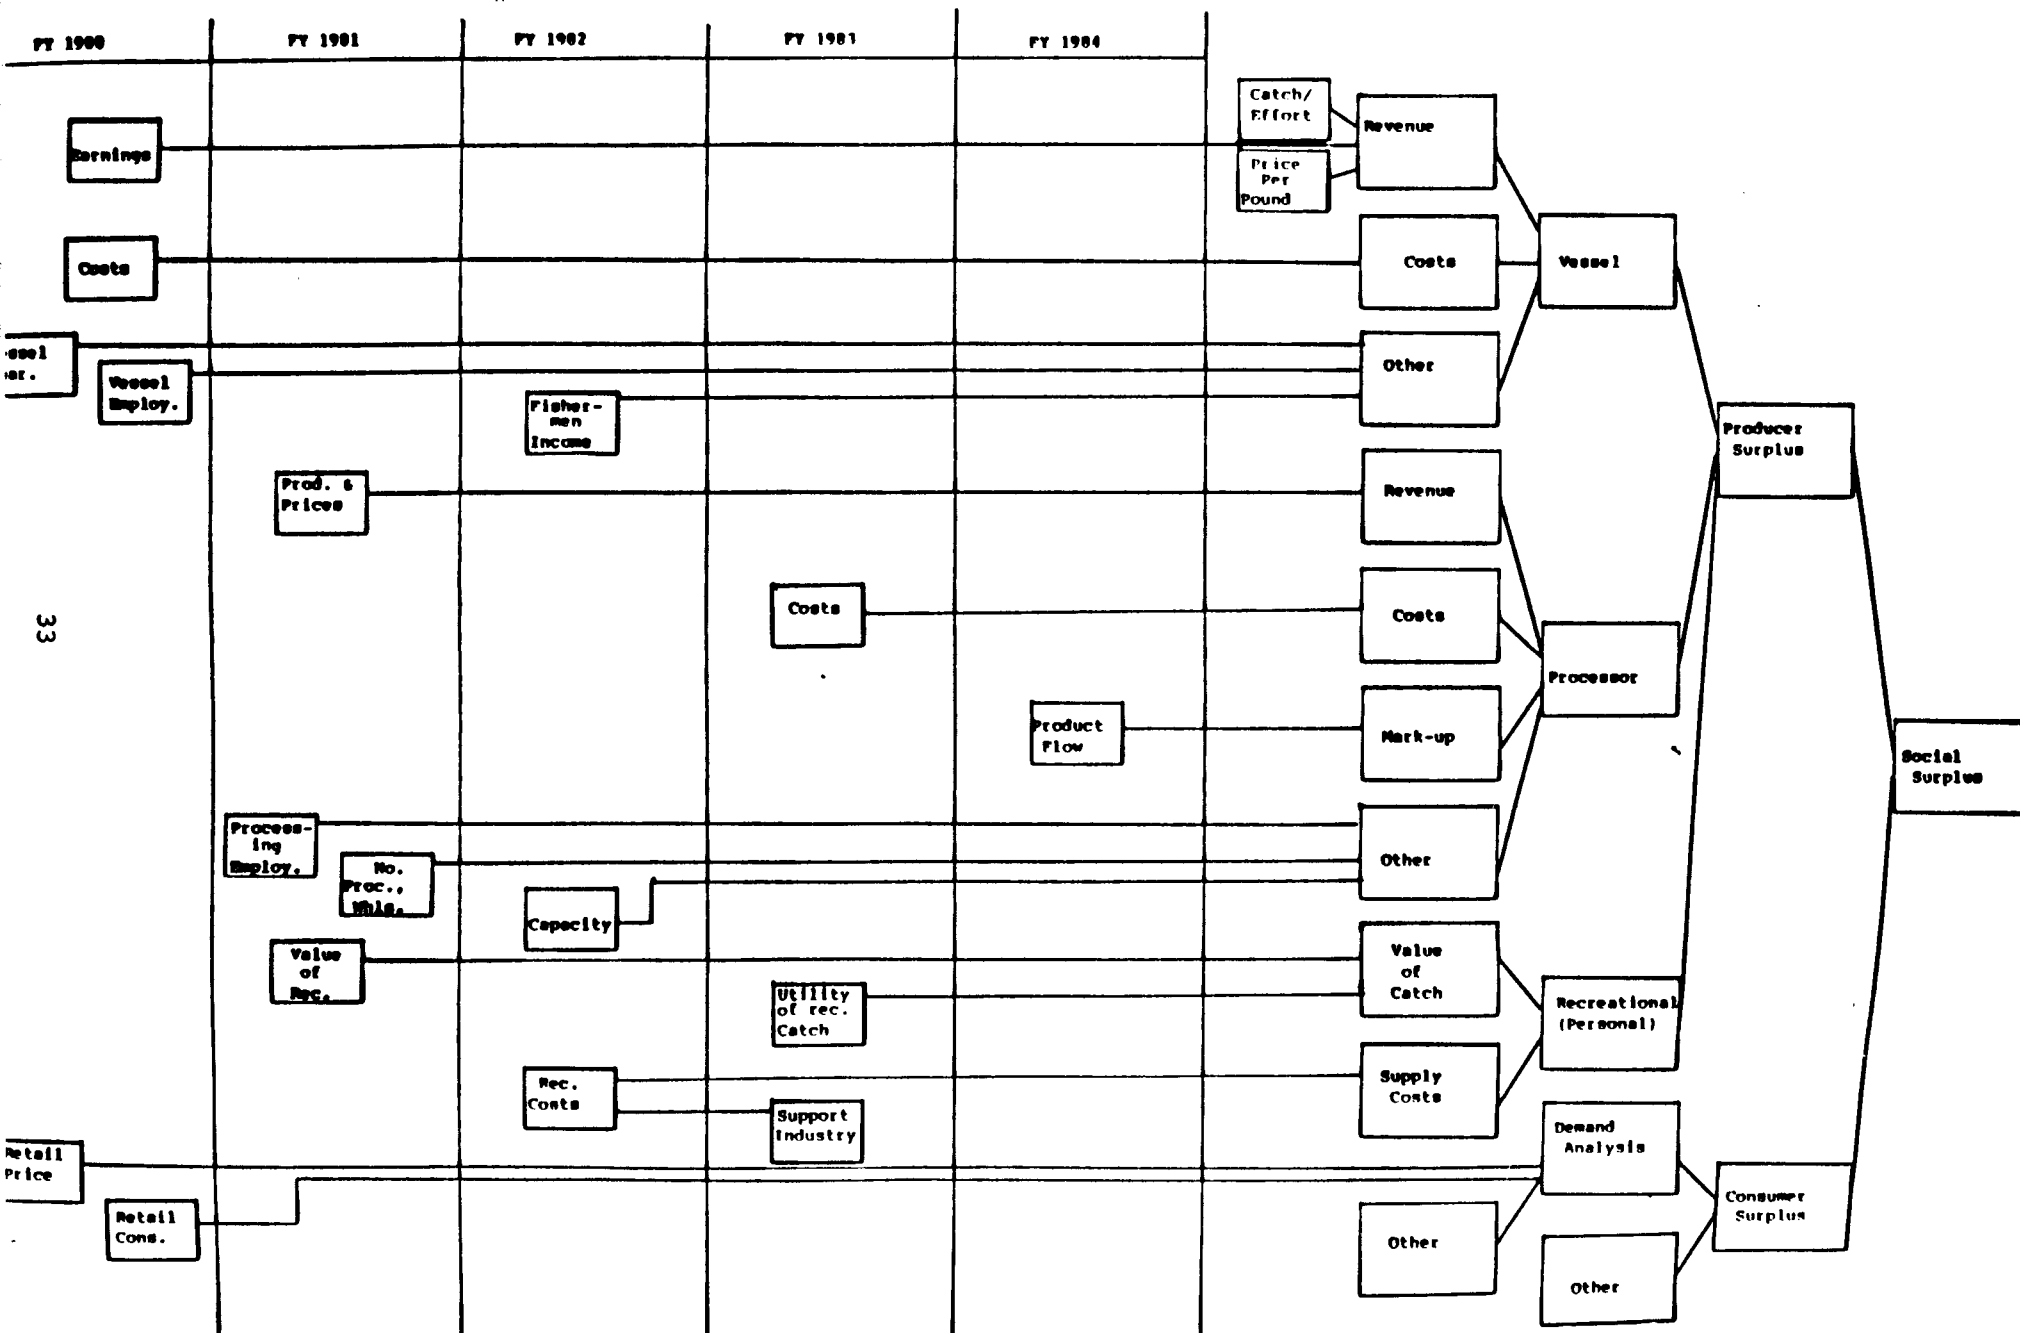 FY 1980
FY 1981
FY 1982
FY 1983
FY 1984
Catch/
Effort
Revenue
Earnings
Price
Per
Pound
Costs
Costs
Vessel
Vessel
Employ.
Other
Fisher-
men
Income
Producer
Surplus
Prod. &
Prices
Revenue
Costs
Costs
33
Processor
Product
Flow
Mark-up
Social
Surplus
Process-
ing
Employ.
No.
Proc.,
Whls.
Other
Capacity
Value
of
Rec.
Value
of
Catch
Utility
of rec.
Catch
Recreational
(Personal)
Rec.
Costs
Supply
Costs
Support
Industry
Demand
Analysis
Retail
Price
Consumer
Surplus
Retail
Cons.
Other
Other